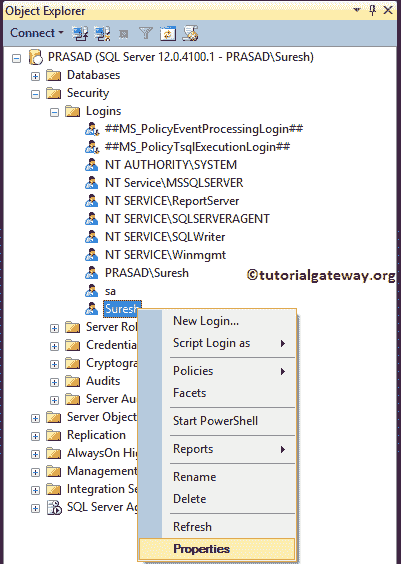 Object Explorer
Connect
PRASAD (SQL Server 12.0.4100.1 - PRASAD\Suresh)
Databases
Security
Logins
##MS_PolicyEventProcessingLogin##
##MS_PolicyTsqlExecutionLogin##
NT AUTHORITY\SYSTEM
NT Service\MSSQLSERVER
NT SERVICE\ReportServer
NT SERVICE\SQLSERVERAGENT
NT SERVICE\SQLWriter
NT SERVICE\Winmgmt
PRASAD\Suresh
©tutorialgateway.org
sa
Suresh
Server Rol
Credentia
Cryptogra
Audits
Server Au
Server Object
Replication
AlwaysOn Hig
Management
Integration Se
SQL Server Ag
New Login...
Script Login as
Policies
Facets
Start PowerShell
Reports
Rename
Delete
Refresh
Properties